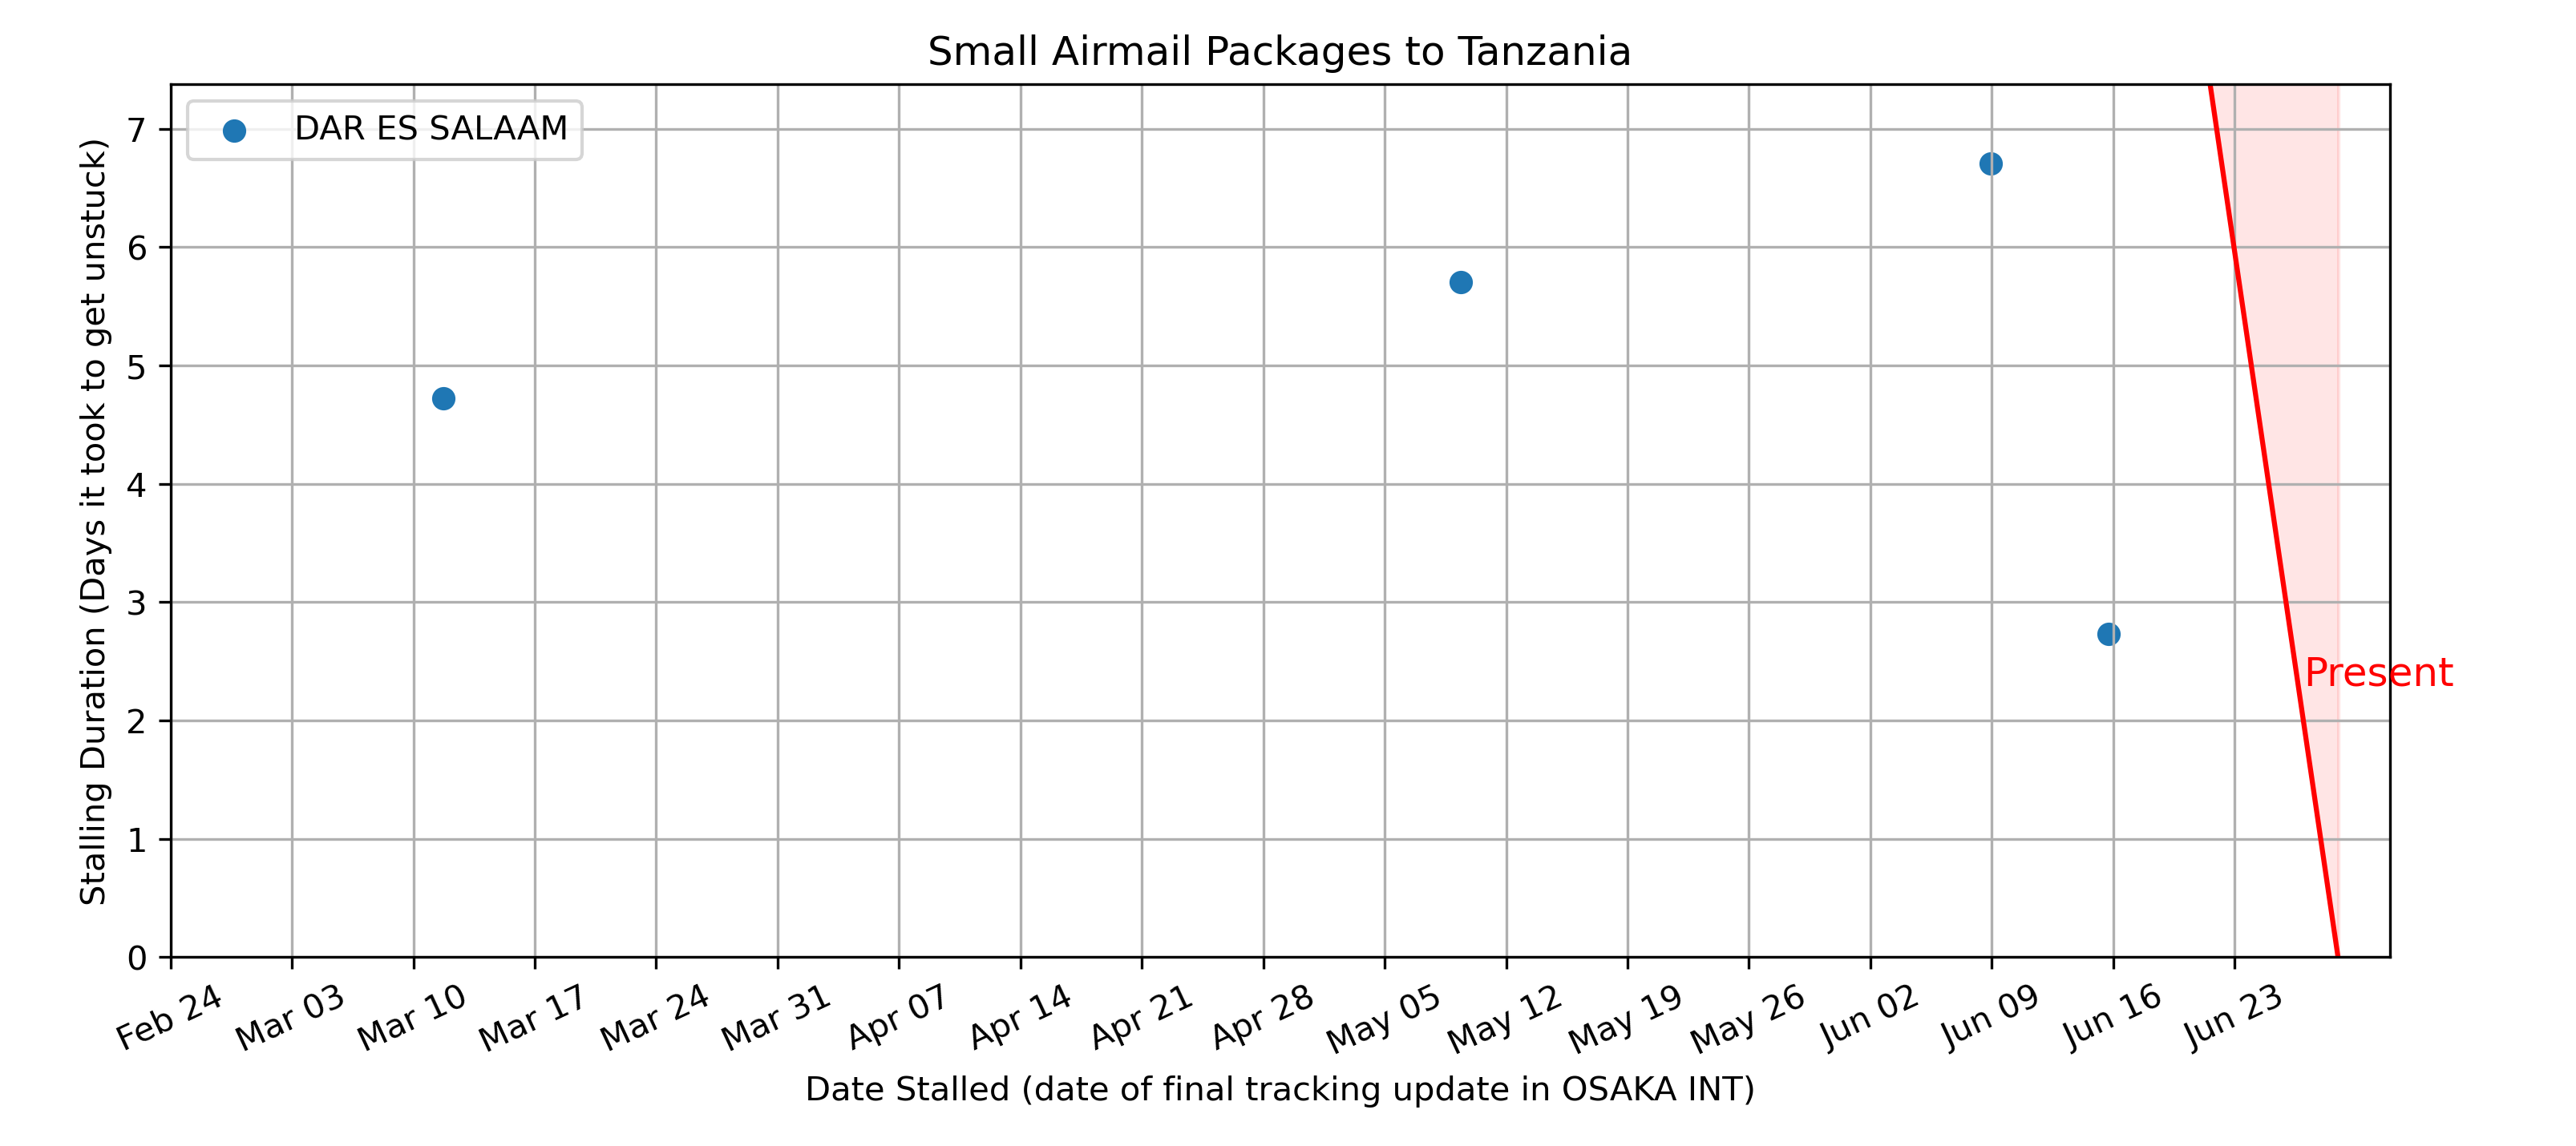 Small Airmail Packages to Tanzania
DAR ES SALAAM
Stalling Duration (Days it took to get unstuck)
7
6
5
4
3
2
1
0
Present
Feb 24
Mar 03
Mar 10
Mar 17
Mar 24
Mar 31
Apr 07
Apr 14
Apr 21
Apr 28
May 05
May 12
May 19
May 26
Jun 02
Jun 09
Jun 16
Jun 23
Date Stalled (date of final tracking update in OSAKA INT)